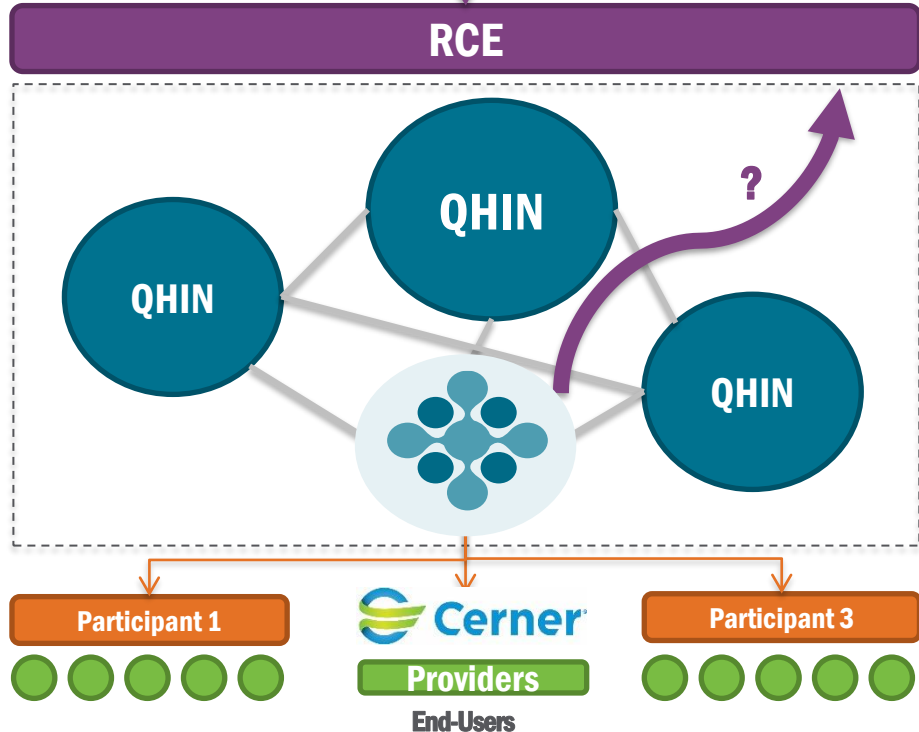 RCE
QHIN
?
QHIN
QHIN
Participant 1
Cerner
Participant 3
Providers
End-Users